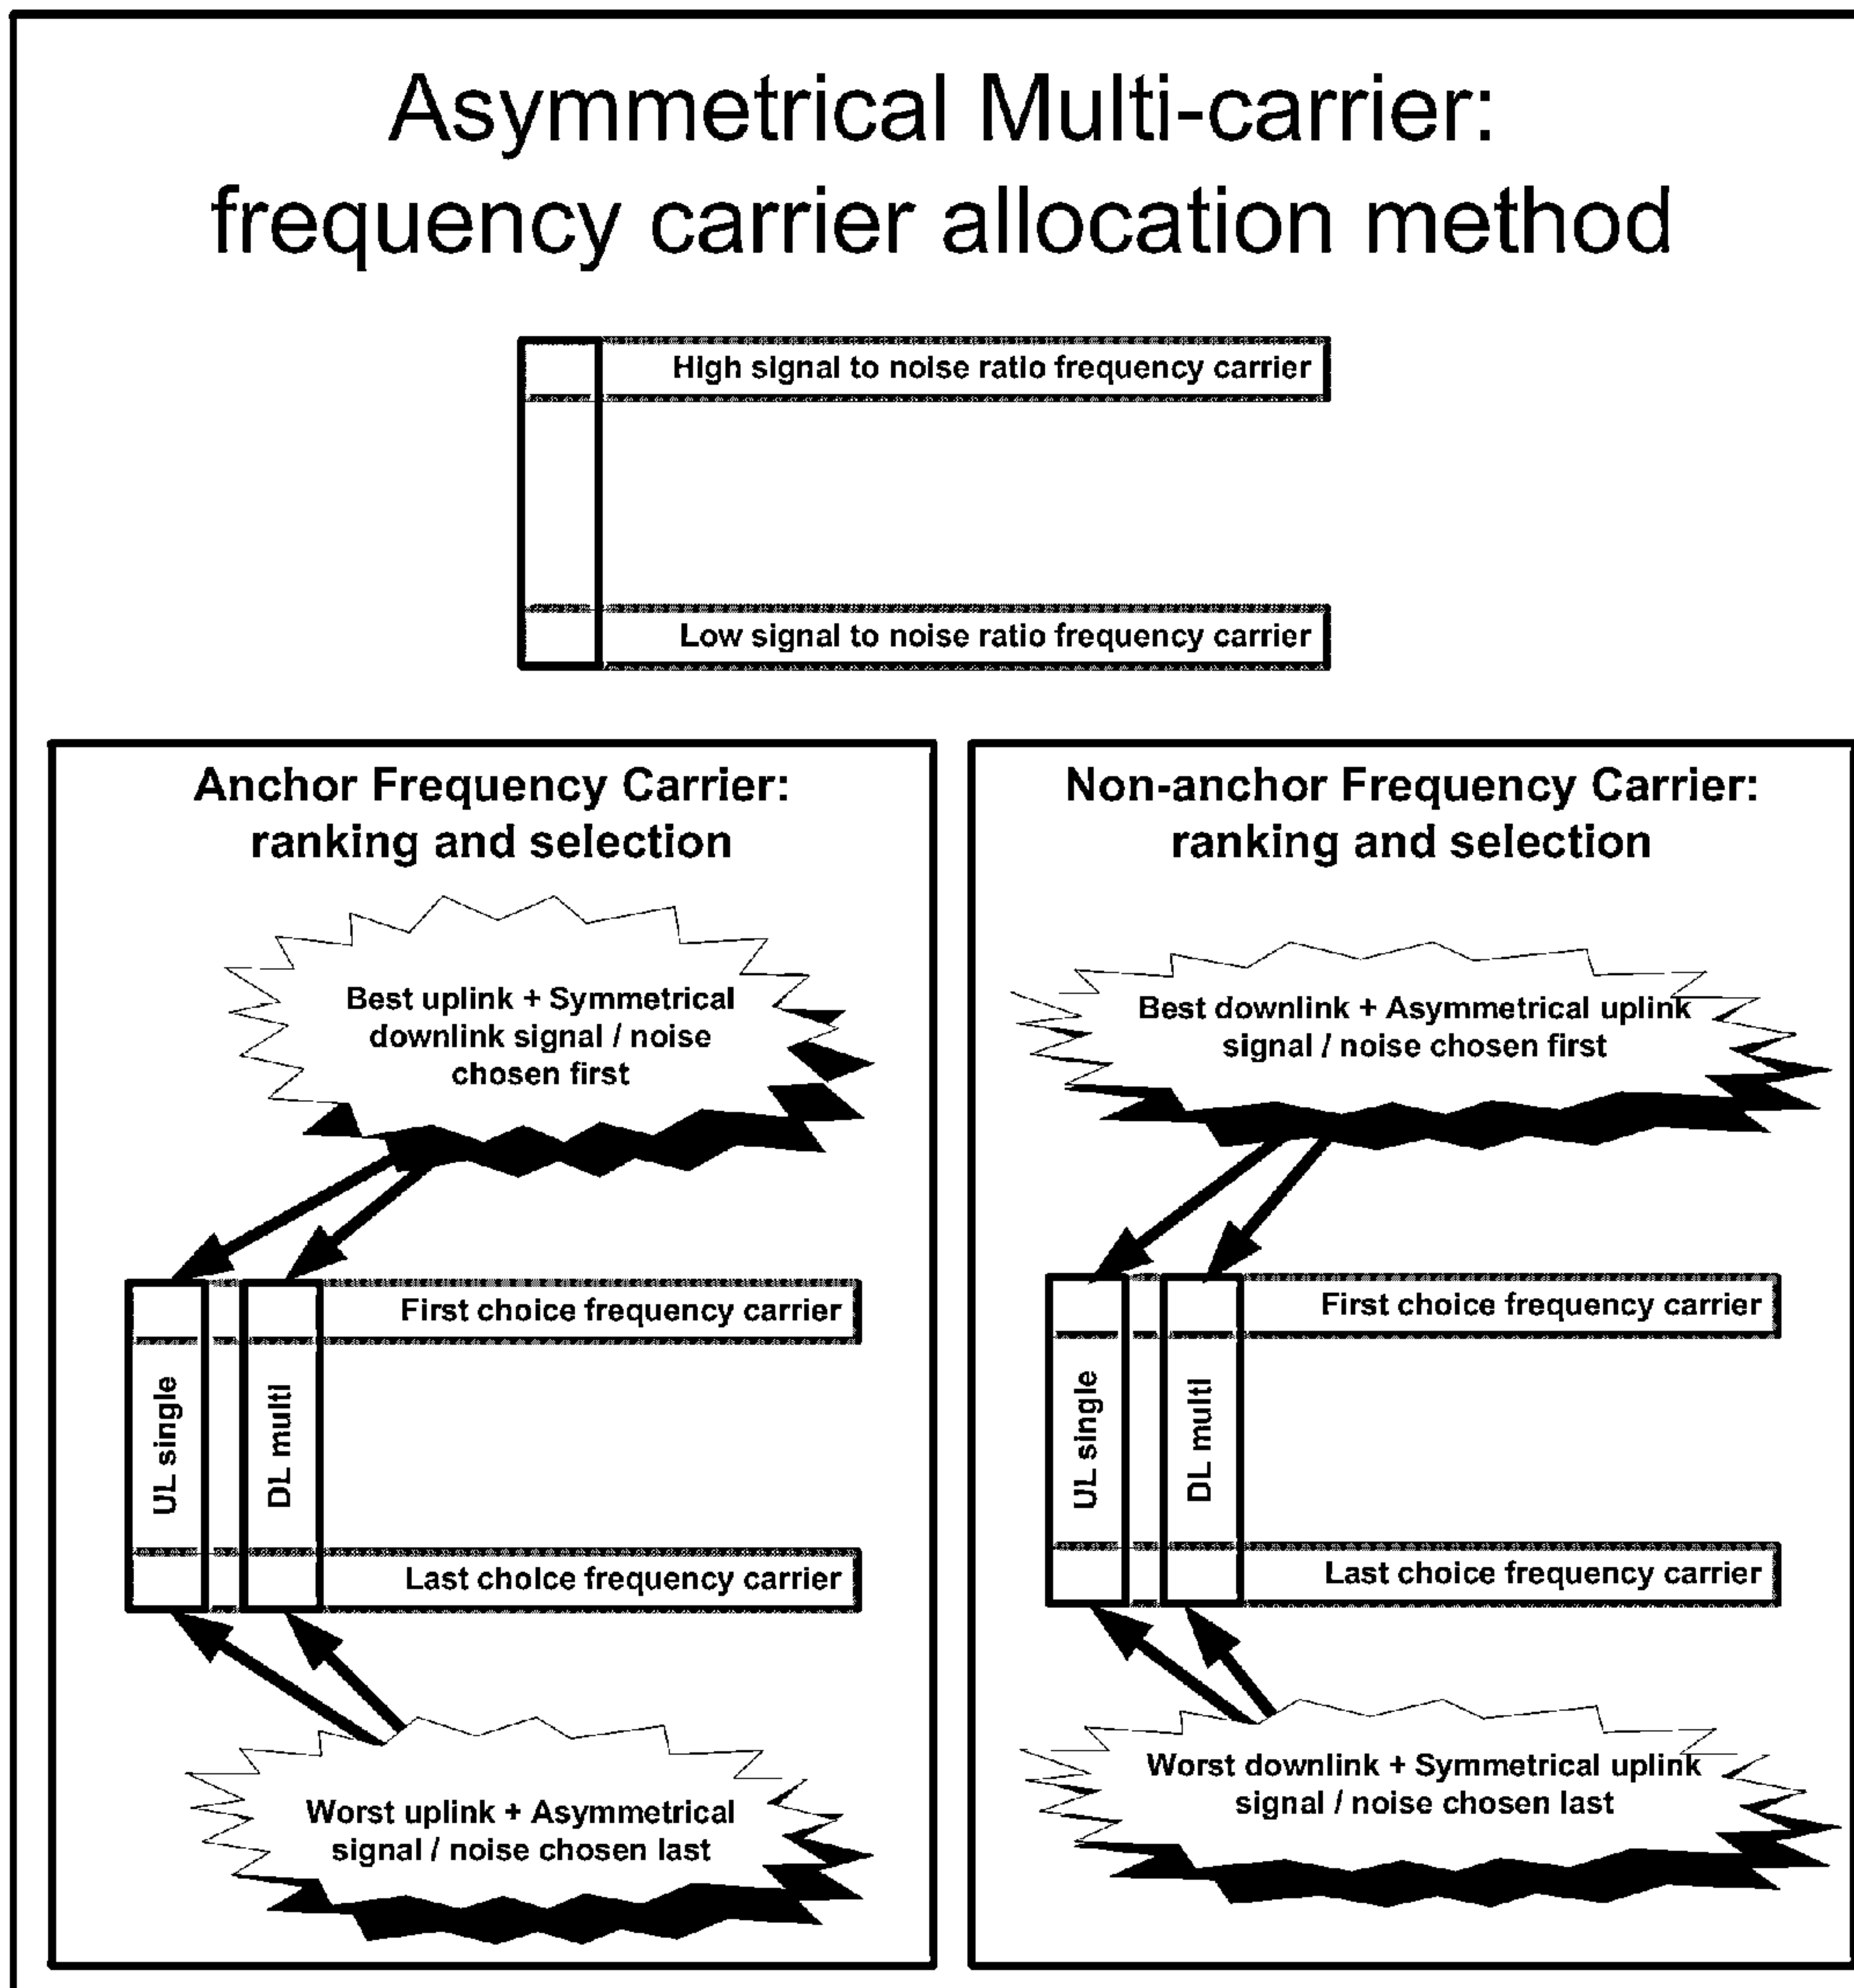 Asymmetrical Multi-carrier:
frequency carrier allocation method
High signal to noise ratio frequency carrier
Low signal to noise ratio frequency carrier
Anchor Frequency Carrier:
ranking and selection
Best uplink + Symmetrical
downlink signal / noise
chosen first
First choice frequency carrier
UL single
DL multi
Last choice frequency carrier
Worst uplink + Asymmetrical
signal / noise chosen last
Non-anchor Frequency Carrier:
ranking and selection
Best downlink + Asymmetrical uplink
signal / noise chosen first
First choice frequency carrier
UL single
DL multi
Last choice frequency carrier
Worst downlink + Symmetrical uplink
signal / noise chosen last